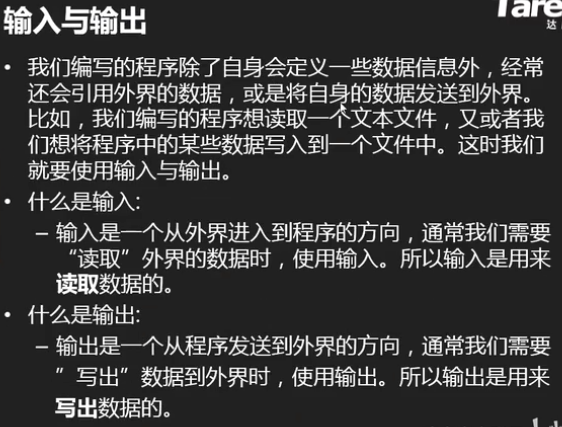 输入与输出
Tare
达
• 我们编写的程序除了自身会定义一些数据信息外，经常
还会引用外界的数据，或是将自身的数据发送到外界。
比如，我们编写的程序想读取一个文本文件，又或者我
们想将程序中的某些数据写入到一个文件中。这时我们
就要使用输入与输出。
• 什么是输入:
– 输入是一个从外界进入到程序的方向，通常我们需要
“读取”外界的数据时，使用输入。所以输入是用来
读取数据的。
• 什么是输出:
– 输出是一个从程序发送到外界的方向，通常我们需要
”写出”数据到外界时，使用输出。所以输出是用来
写出数据的。